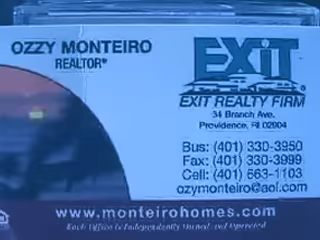 OZZY MONTEIRO
REALTOR®
EXIT
EXIT REALTY FIRM
34 Branch Ave.
Providence, RI 02904
Bus: (401) 330-3950
Fax: (401) 330-3999
Cell: (401) 663-1103
ozymonteiro@aol.com
www.monteirohomes.com
Each Office is Independently Owned and Operated